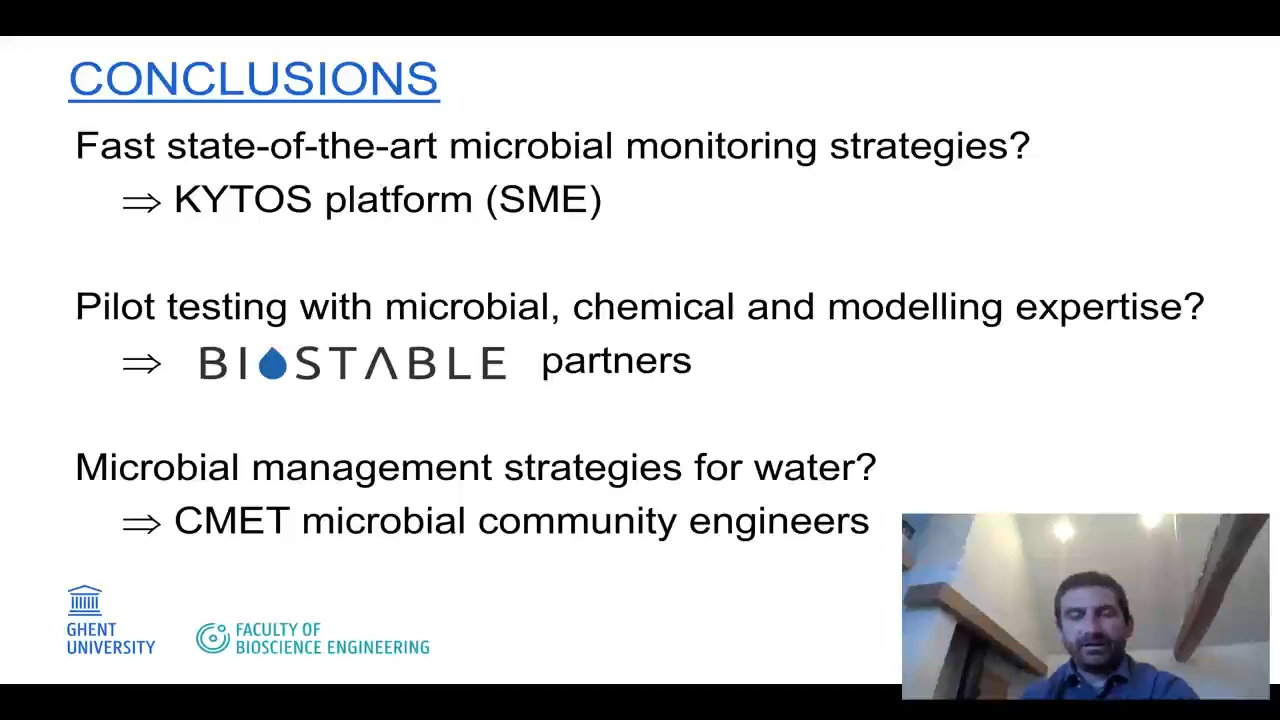 CONCLUSIONS
Fast state-of-the-art microbial monitoring strategies?
⇒ KYTOS platform (SME)
Pilot testing with microbial, chemical and modelling expertise?
⇒ BIOSTABLE partners
Microbial management strategies for water?
⇒ CMET microbial community engineers
GHENT
UNIVERSITY
FACULTY OF
BIOSCIENCE ENGINEERING